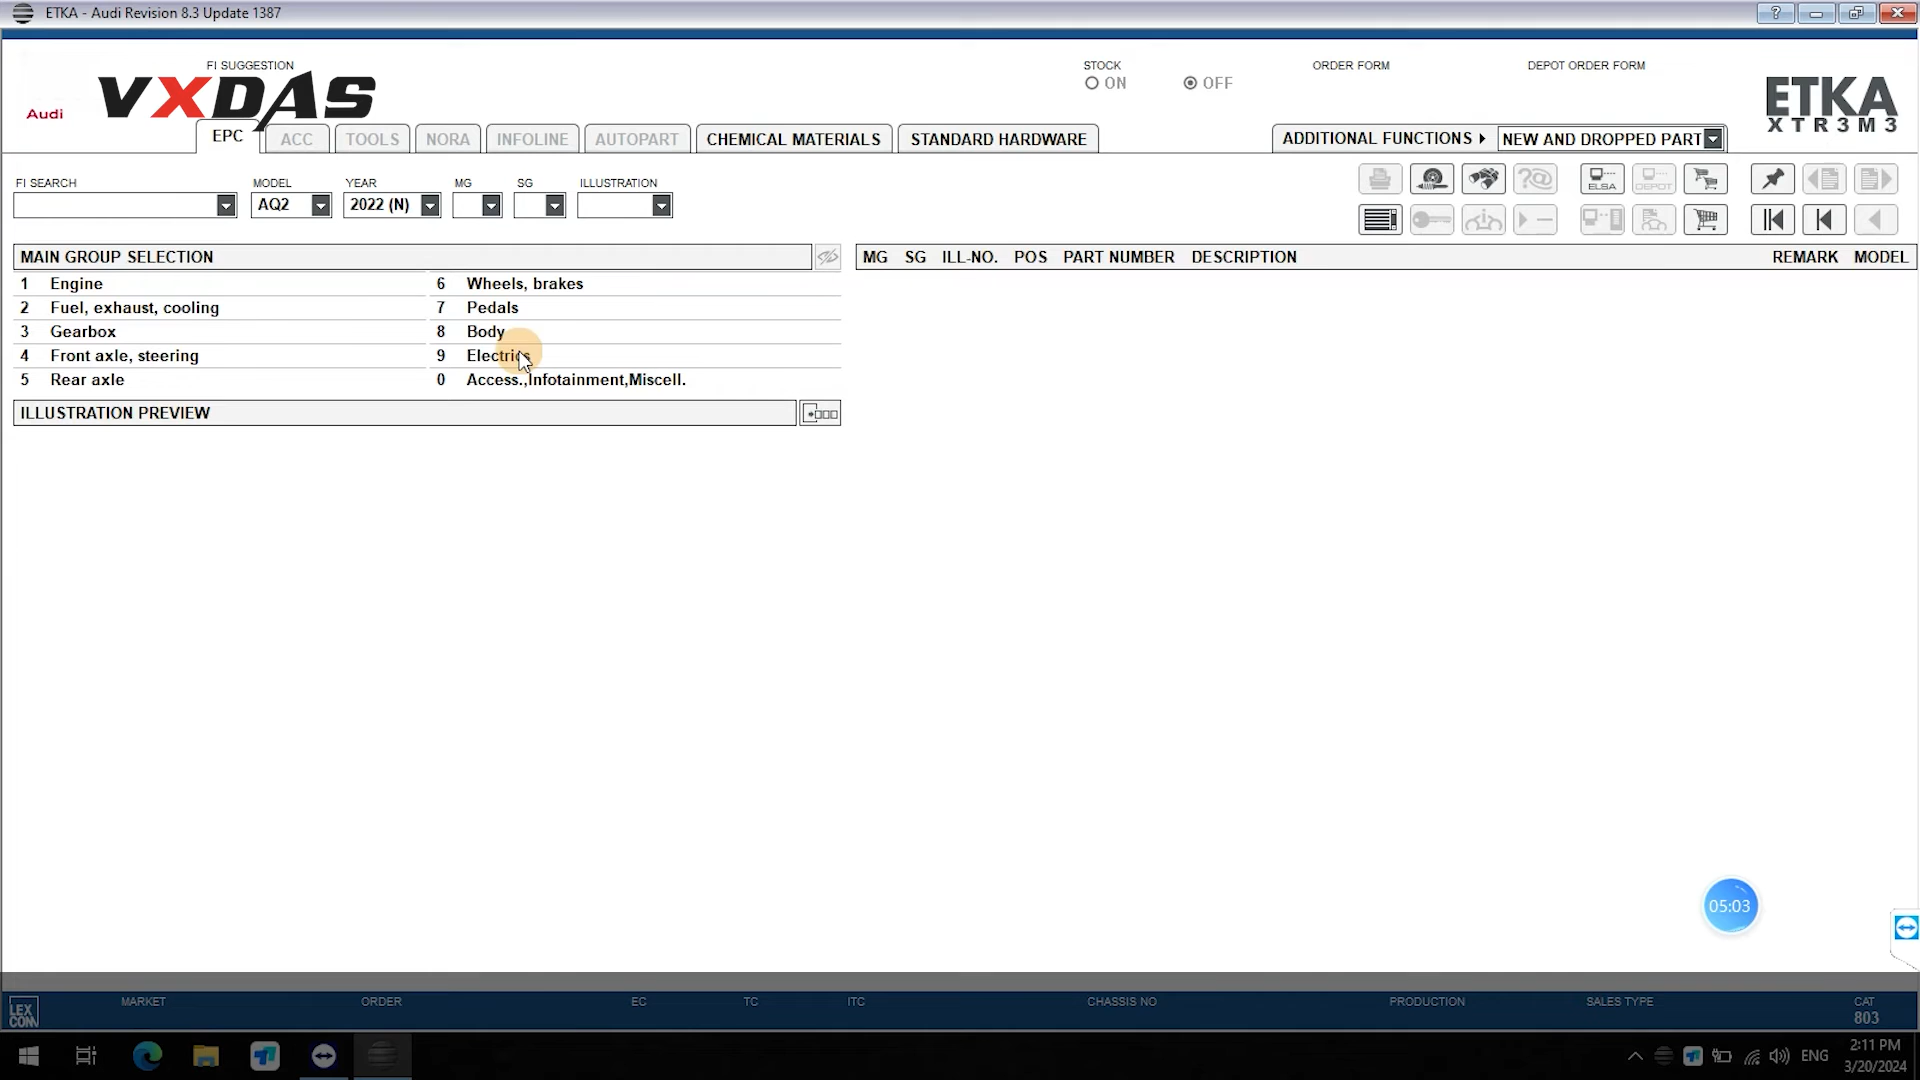 ETKA - Audi Revision 8.3 Update 1387
FI SUGGESTION
STOCK
ON
OFF
ORDER FORM
DEPOT ORDER FORM
Audi
VXDAS
ETKA
XTR3M3
EPC
ACC
TOOLS
NORA
INFOLINE
AUTOPART
CHEMICAL MATERIALS
STANDARD HARDWARE
ADDITIONAL FUNCTIONS
NEW AND DROPPED PART
FI SEARCH
MODEL
YEAR
MG
SG
ILLUSTRATION
AQ2
2022 (N)
?@
ELSA
DEPOT
MAIN GROUP SELECTION
MG SG ILL-NO. POS PART NUMBER DESCRIPTION REMARK MODEL
1 Engine
6 Wheels, brakes
2 Fuel, exhaust, cooling
7 Pedals
3 Gearbox
8 Body
4 Front axle, steering
9 Electrics
5 Rear axle
0 Access.,Infotainment,Miscell.
ILLUSTRATION PREVIEW
05:03
LEX
COM
MARKET
ORDER
EC
TC
ITC
CHASSIS NO
PRODUCTION
SALES TYPE
CAT
803
ENG
2:11 PM
3/20/2024